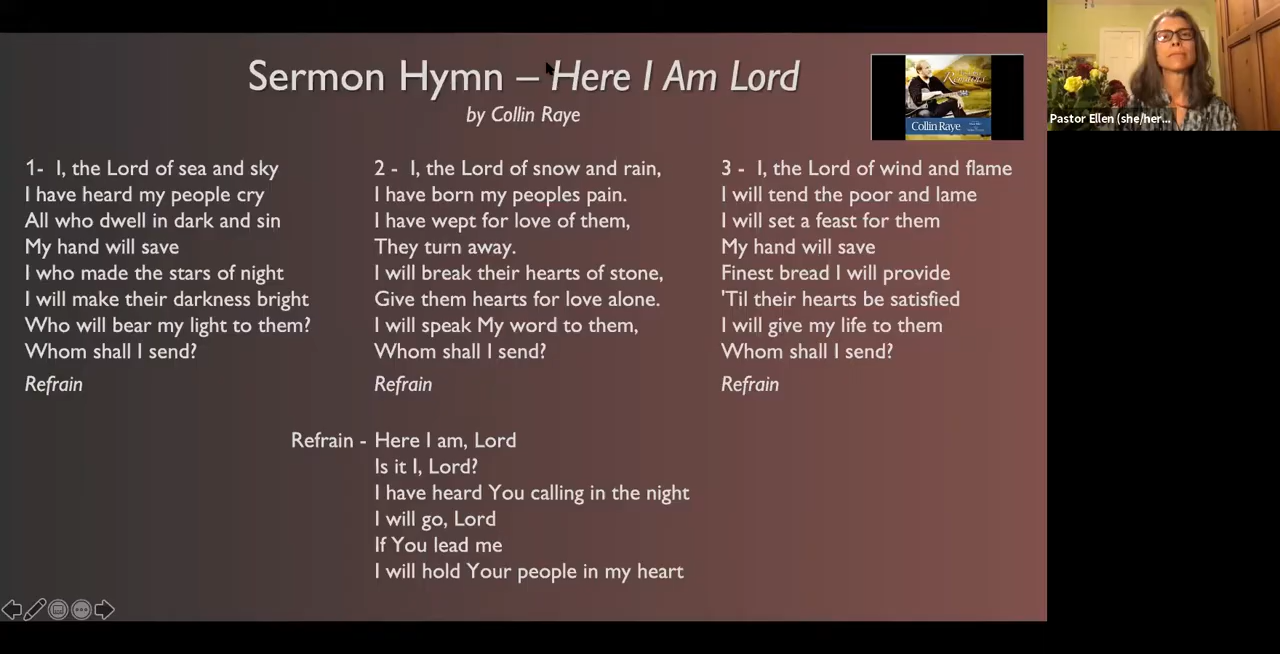 Sermon Hymn – Here I Am Lord
by Collin Raye
Collin Raye
Pastor Ellen (she/her...
1- I, the Lord of sea and sky
I have heard my people cry
All who dwell in dark and sin
My hand will save
I who made the stars of night
I will make their darkness bright
Who will bear my light to them?
Whom shall I send?
Refrain
2 - I, the Lord of snow and rain,
I have born my peoples pain.
I have wept for love of them,
They turn away.
I will break their hearts of stone,
Give them hearts for love alone.
I will speak My word to them,
Whom shall I send?
Refrain
3 - I, the Lord of wind and flame
I will tend the poor and lame
I will set a feast for them
My hand will save
Finest bread I will provide
'Til their hearts be satisfied
I will give my life to them
Whom shall I send?
Refrain
Refrain - Here I am, Lord
Is it I, Lord?
I have heard You calling in the night
I will go, Lord
If You lead me
I will hold Your people in my heart